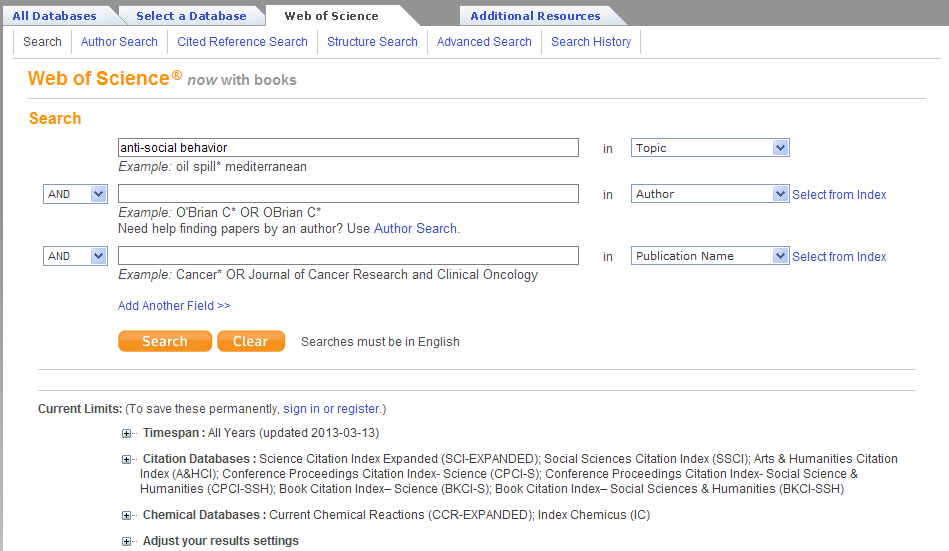 All Databases Select a Database Web of Science Additional Resources
Search Author Search Cited Reference Search Structure Search Advanced Search Search History
Web of Science® now with books
Search
anti-social behavior in Topic
Example: oil spill* mediterranean
AND in Author Select from Index
Example: O'Brian C* OR OBrian C*
Need help finding papers by an author? Use Author Search.
AND in Publication Name Select from Index
Example: Cancer* OR Journal of Cancer Research and Clinical Oncology
Add Another Field >>
Search Clear Searches must be in English
Current Limits: (To save these permanently, sign in or register.)
Timespan : All Years (updated 2013-03-13)
Citation Databases : Science Citation Index Expanded (SCI-EXPANDED); Social Sciences Citation Index (SSCI); Arts & Humanities Citation
Index (A&HCI); Conference Proceedings Citation Index- Science (CPCI-S); Conference Proceedings Citation Index- Social Science &
Humanities (CPCI-SSH); Book Citation Index– Science (BKCI-S); Book Citation Index– Social Sciences & Humanities (BKCI-SSH)
Chemical Databases : Current Chemical Reactions (CCR-EXPANDED); Index Chemicus (IC)
Adjust your results settings